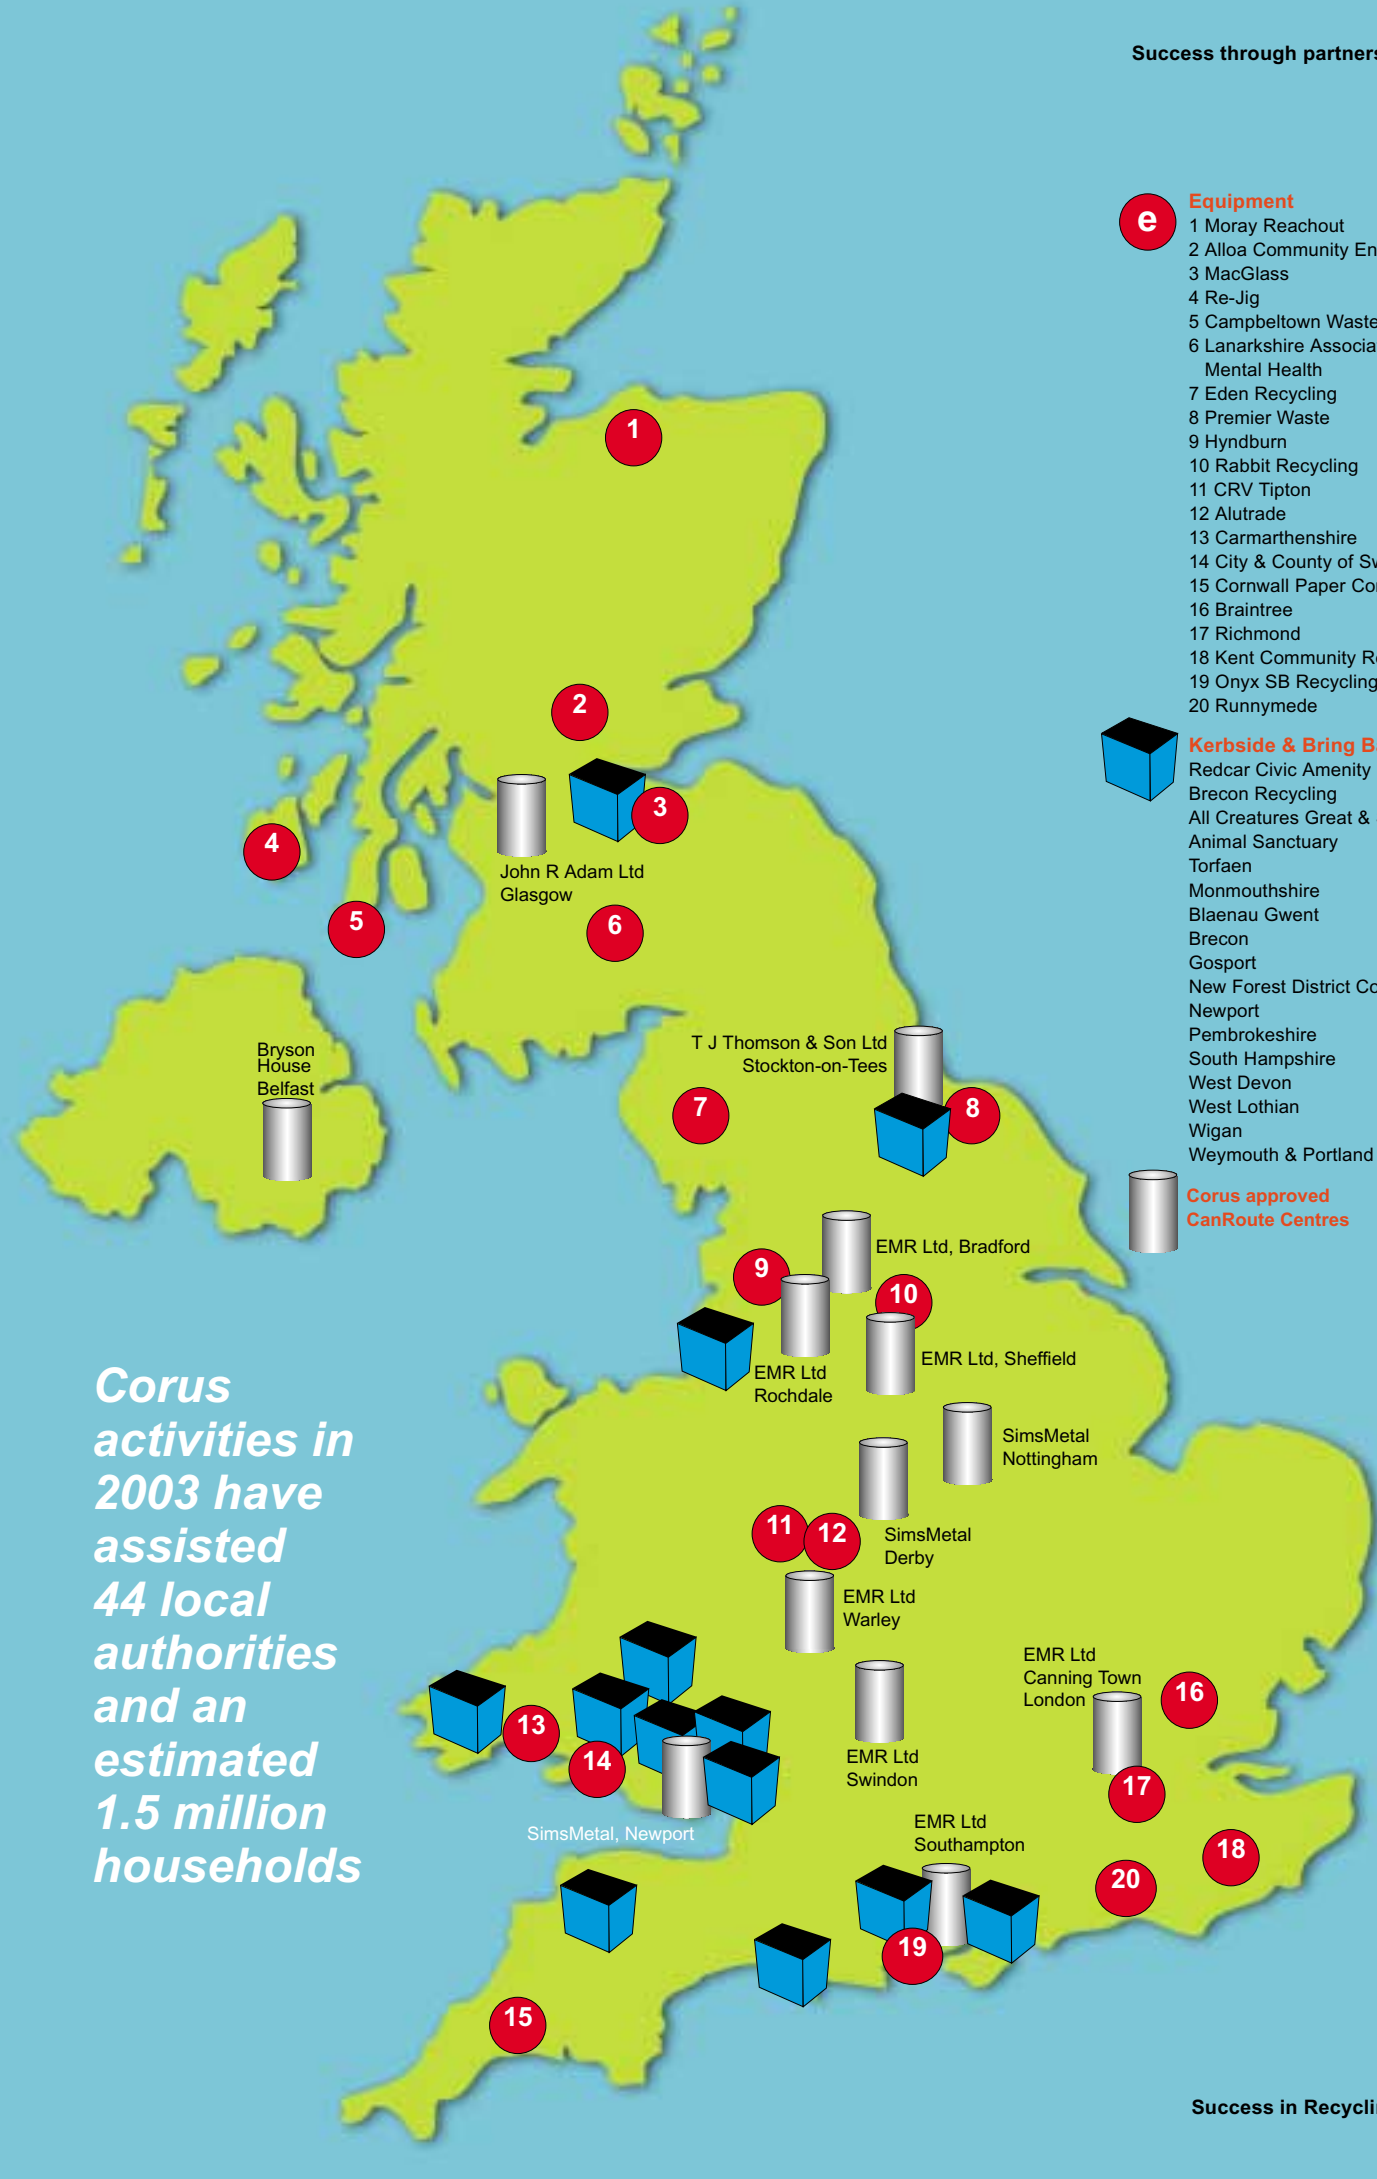 Success through
e
Equipment
1 Moray Reachout
2 Alloa Community
3 MacGlass
4 Re-Jig
5 Campbeltown Waste
6 Lanarkshire
Mental Health
7 Eden Recycling
8 Premier Waste
9 Hyndburn
10 Rabbit Recycling
11 CRV Tipton
12 Alutrade
13 Carmarthenshire
14 City & County of
15 Cornwall Paper
16 Braintree
17 Richmond
18 Kent Community
19 Onyx SB Recycling
20 Runnymede
Kerbside & Bring
Redcar Civic Amenity
Brecon Recycling
All Creatures Great &
Animal Sanctuary
Torfaen
Monmouthshire
Blaenau Gwent
Brecon
Gosport
New Forest District
Newport
Pembrokeshire
South Hampshire
West Devon
West Lothian
Wigan
Weymouth & Portland
Corus approved
CanRoute Centres
1
2
3
John R Adam Ltd
Glasgow
4
5
6
Bryson
House
Belfast
T J Thomson & Son Ltd
Stockton-on-Tees
7
8
EMR Ltd, Bradford
9
10
EMR Ltd
Rochdale
EMR Ltd, Sheffield
SimsMetal
Nottingham
11
12
SimsMetal
Derby
EMR Ltd
Warley
EMR Ltd
Canning Town
London
16
13
14
EMR Ltd
Swindon
17
SimsMetal, Newport
EMR Ltd
Southampton
18
20
19
15
Corus
activities in
2003 have
assisted
44 local
authorities
and an
estimated
1.5 million
households
Success in